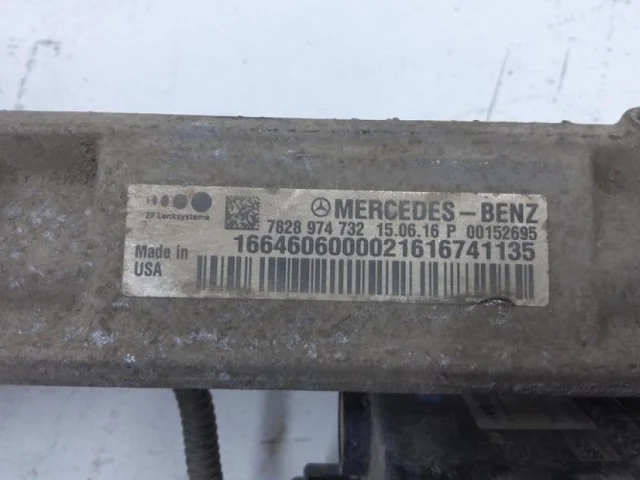 ZF Lenksysteme
MERCEDES-BENZ
7828 974 732 15.06.16 P 00152695
Made in
USA
1664606000021616741135